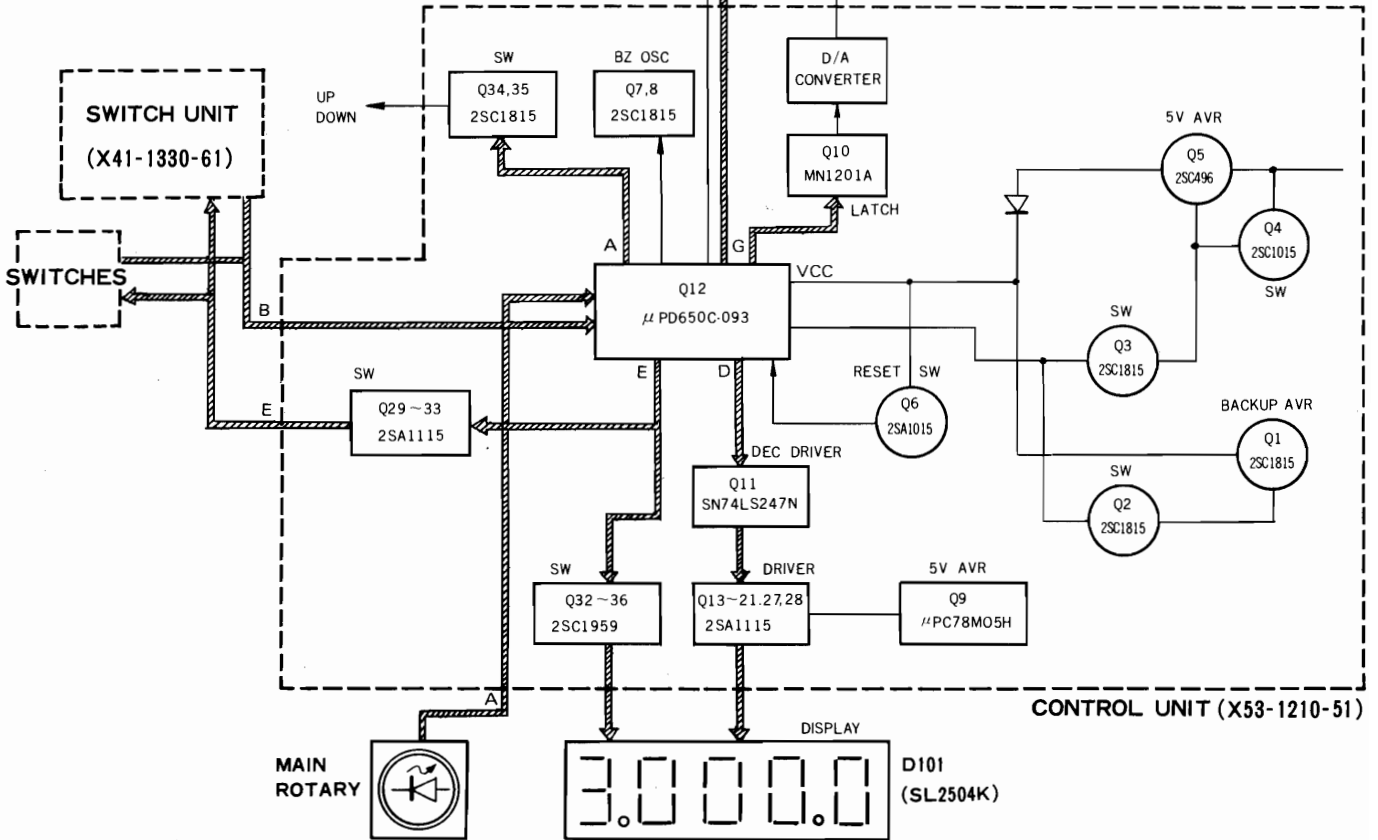 D/A
CONVERTER
SW
BZ OSC
Q34,35
2SC1815
Q7,8
2SC1815
UP
DOWN
SWITCH UNIT
(X41-1330-61)
5V AVR
Q5
2SC496
Q10
MN1201A
LATCH
Q4
2SC1015
SW
A
G
SWITCHES
VCC
Q12
μPD650C-093
B
SW
Q3
2SC1815
E
D
RESET SW
Q6
2SA1015
SW
Q29~33
2SA1115
E
BACKUP AVR
Q1
2SC1815
DEC DRIVER
Q11
SN74LS247N
SW
Q2
2SC1815
SW
Q32~36
2SC1959
DRIVER
Q13~21.27,28
2SA1115
5V AVR
Q9
μPC78M05H
A
CONTROL UNIT (X53-1210-51)
DISPLAY
MAIN
ROTARY
3.000.0
D101
(SL2504K)